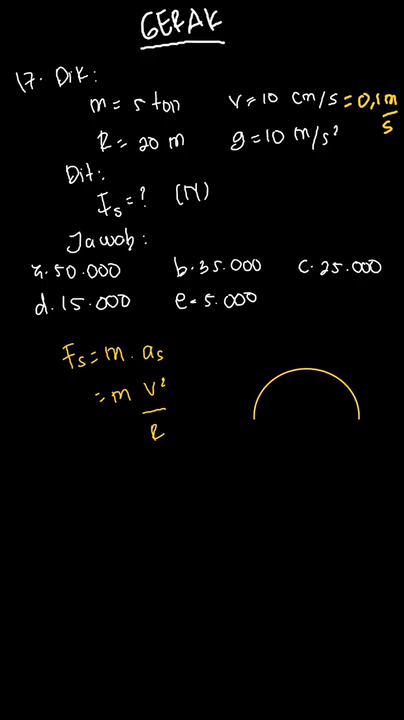 GERAK
17. Dik:
m = 5 ton v = 10 cm/s = 0,1 m/s
R = 20 m g = 10 m/s²
Dit:
Fs = ? (N)
Jawab:
a. 50.000 b. 35.000 c. 25.000
d. 15.000 e. 5.000
Fs = m . as
= m v²/R